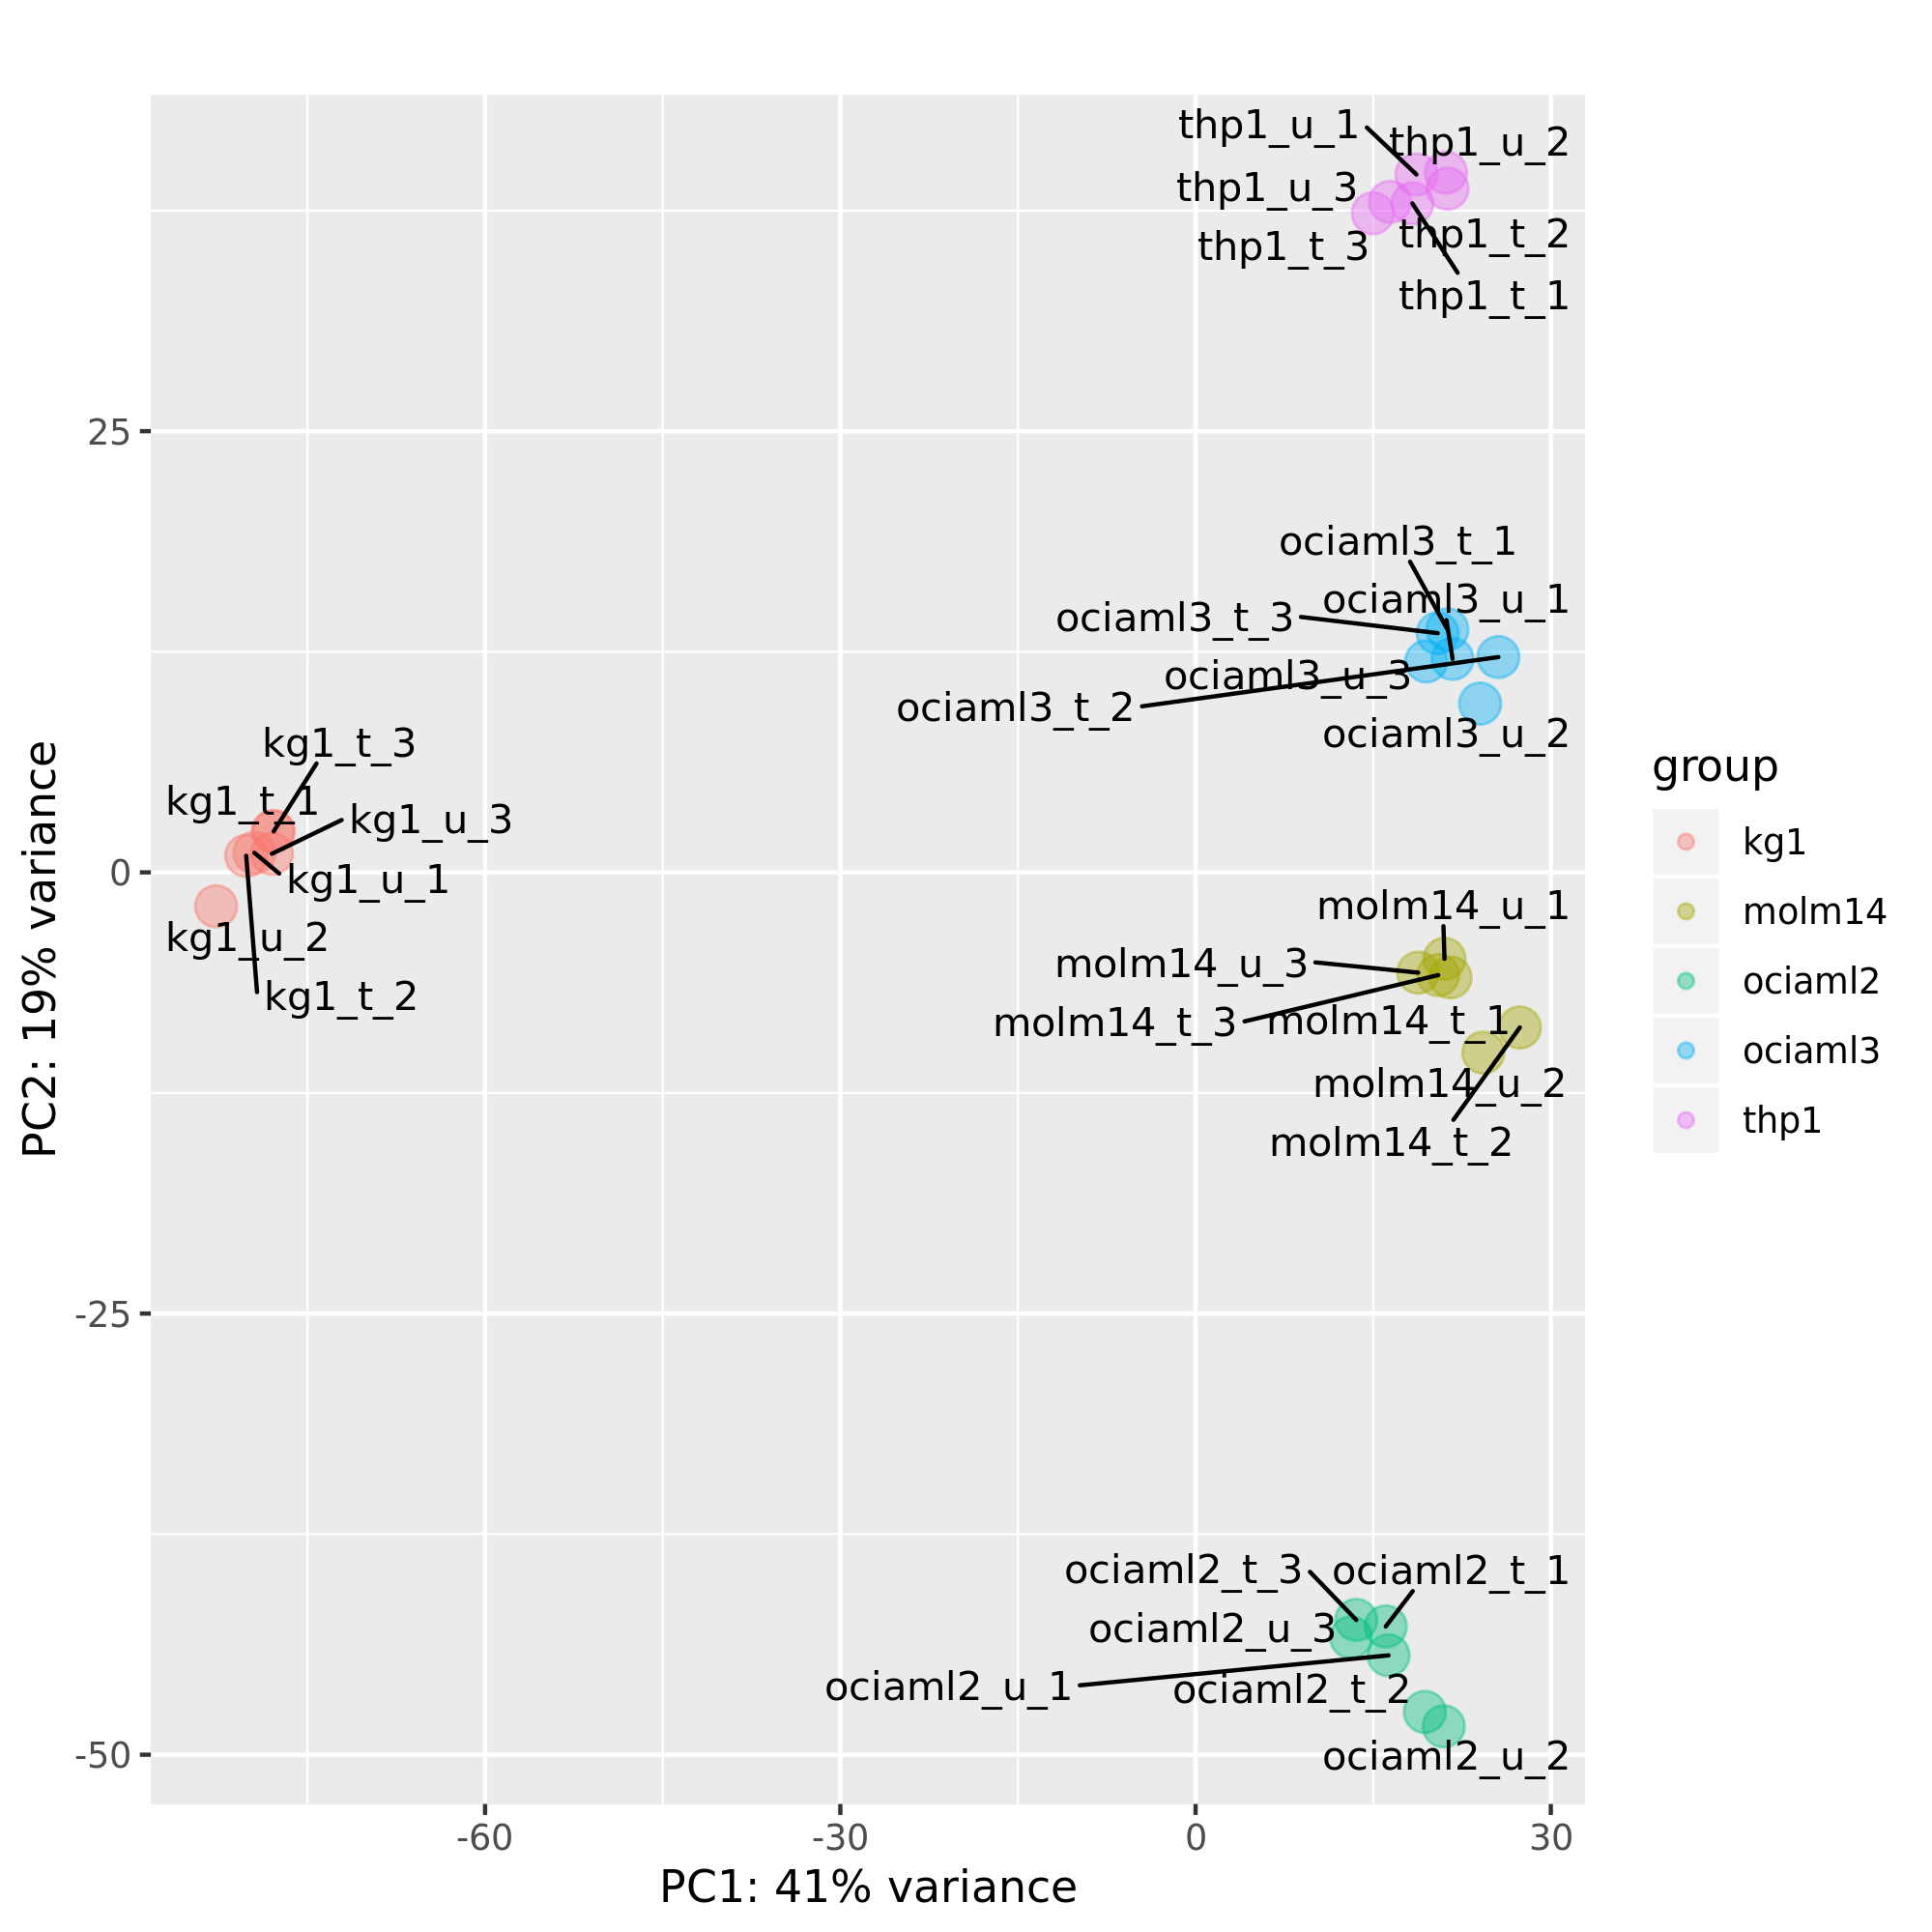 thp1_u_1
thp1_u_2
thp1_u_3
thp1_t_2
thp1_t_3
thp1_t_1
25
ociaml3_t_1
ociaml3_u_1
ociaml3_t_3
ociaml3_u_3
ociaml3_t_2
ociaml3_u_2
kg1_t_3
kg1_t_1
kg1_u_3
0
kg1_u_1
kg1_u_2
kg1_t_2
molm14_u_1
molm14_u_3
molm14_t_3
molm14_t_1
molm14_u_2
molm14_t_2
-25
ociaml2_t_3
ociaml2_t_1
ociaml2_u_3
ociaml2_u_1
ociaml2_t_2
-50
ociaml2_u_2
-60
-30
0
30
PC1: 41% variance
PC2: 19% variance
group
kg1
molm14
ociaml2
ociaml3
thp1